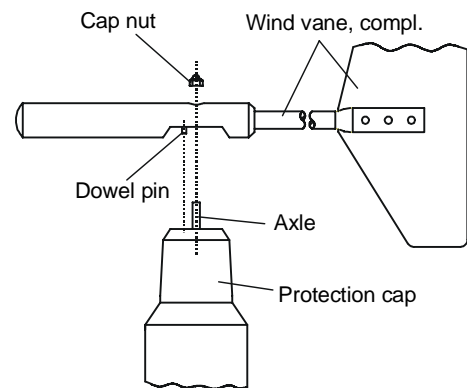 Cap nut
Wind vane, compl.
Dowel pin
Axle
Protection cap